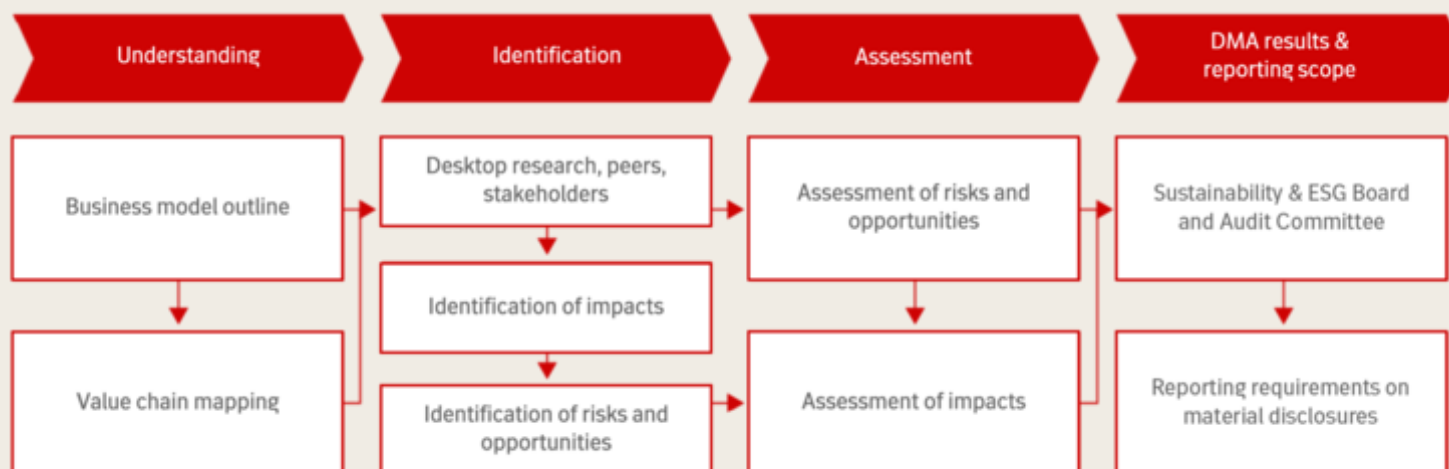 Understanding
Identification
Assessment
DMA results &
reporting scope
Business model outline
Value chain mapping
Desktop research, peers,
stakeholders
Identification of impacts
Identification of risks and
opportunities
Assessment of risks and
opportunities
Assessment of impacts
Sustainability & ESG Board
and Audit Committee
Reporting requirements on
material disclosures